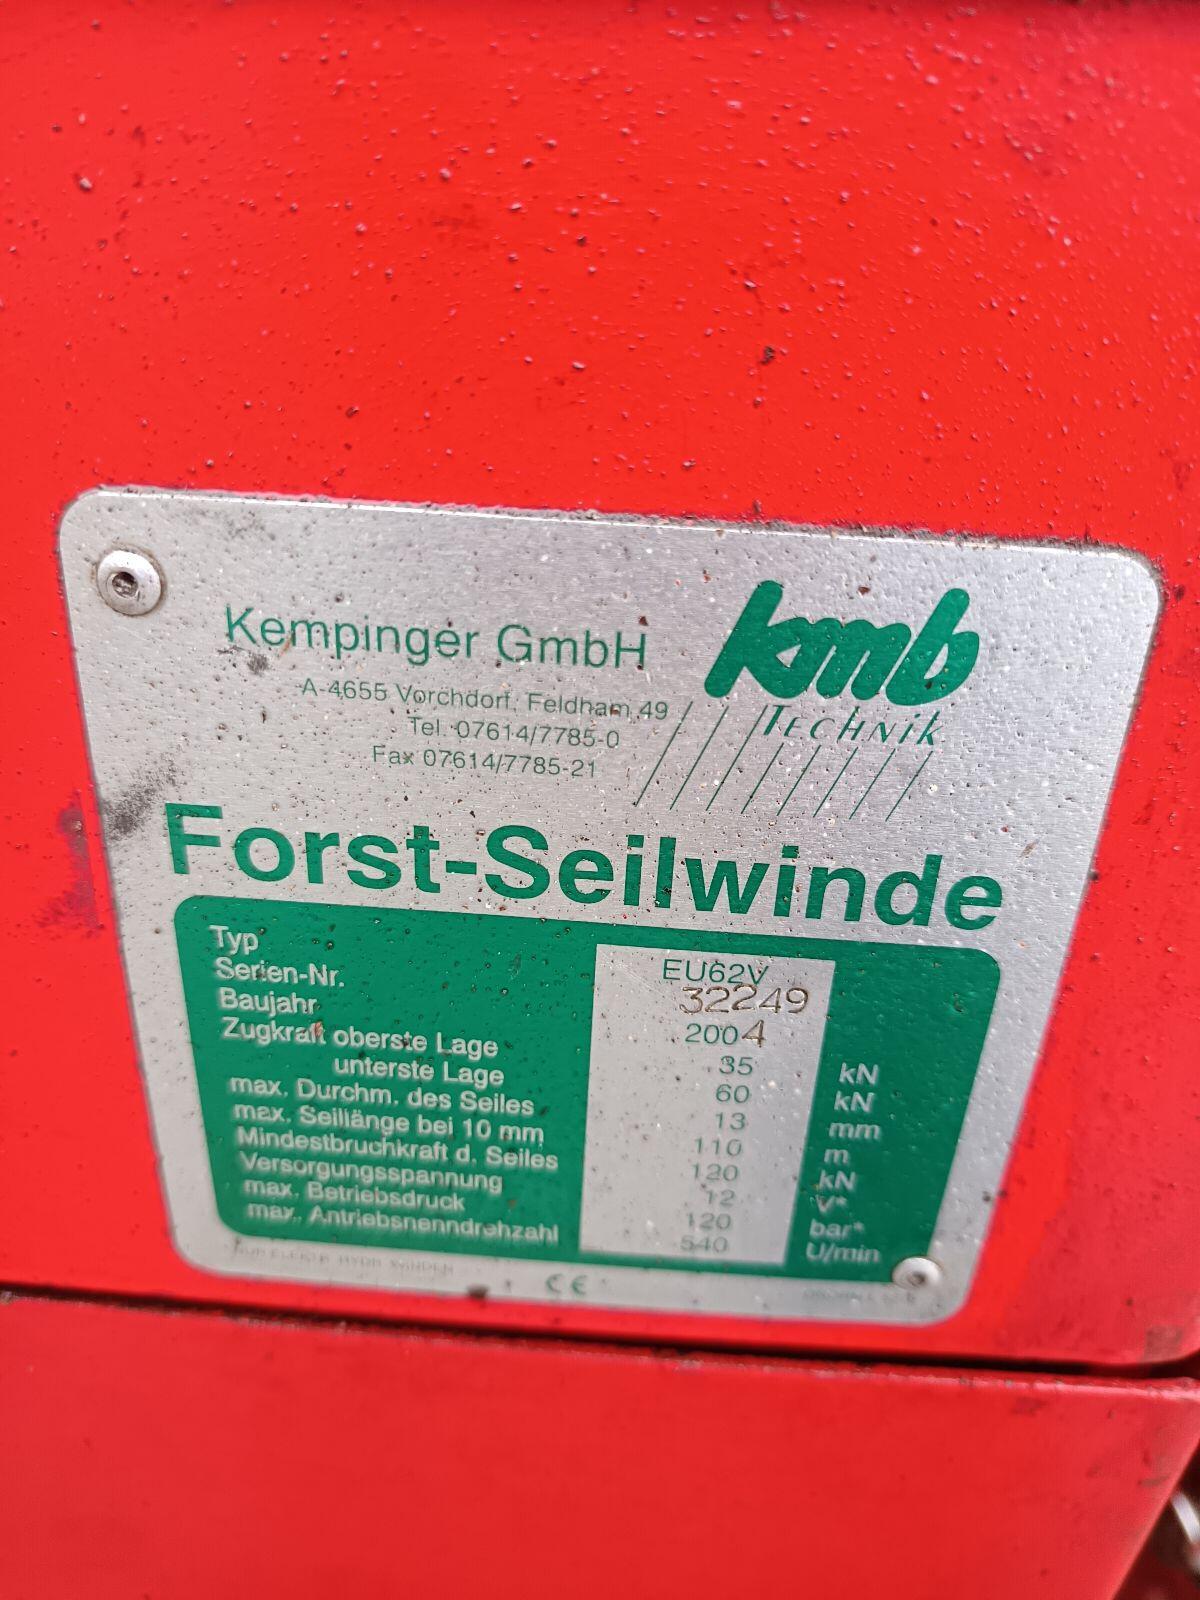 Kempinger GmbH
A-4655 Vorchdorf, Feldham 49
Tel. 07614/7785-0
Fax 07614/7785-21
kmb
TECHNIK
Forst-Seilwinde
Typ EU62V
Serien-Nr. 32249
Baujahr 2004
Zugkraft oberste Lage 35 kN
unterste Lage 60 kN
max. Durchm. des Seiles 13 mm
max. Seillänge bei 10 mm 110 m
Mindestbruchkraft d. Seiles 120 kN
Versorgungsspannung 12 V*
max. Betriebsdruck 120 bar*
max. Antriebsnenndrehzahl 540 U/min
CE